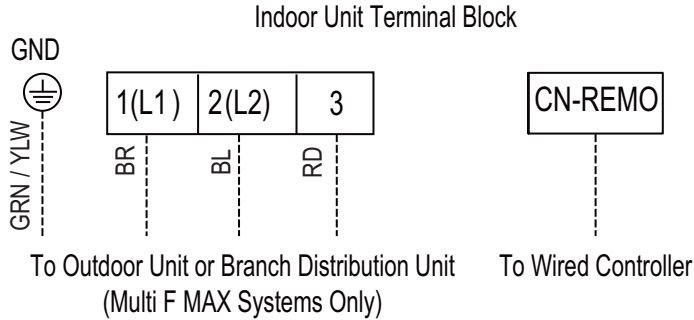 Indoor Unit Terminal Block
GND
1(L1) 2(L2) 3
CN-REMO
GRN / YLW
BR
BL
RD
To Outdoor Unit or Branch Distribution Unit
(Multi F MAX Systems Only)
To Wired Controller